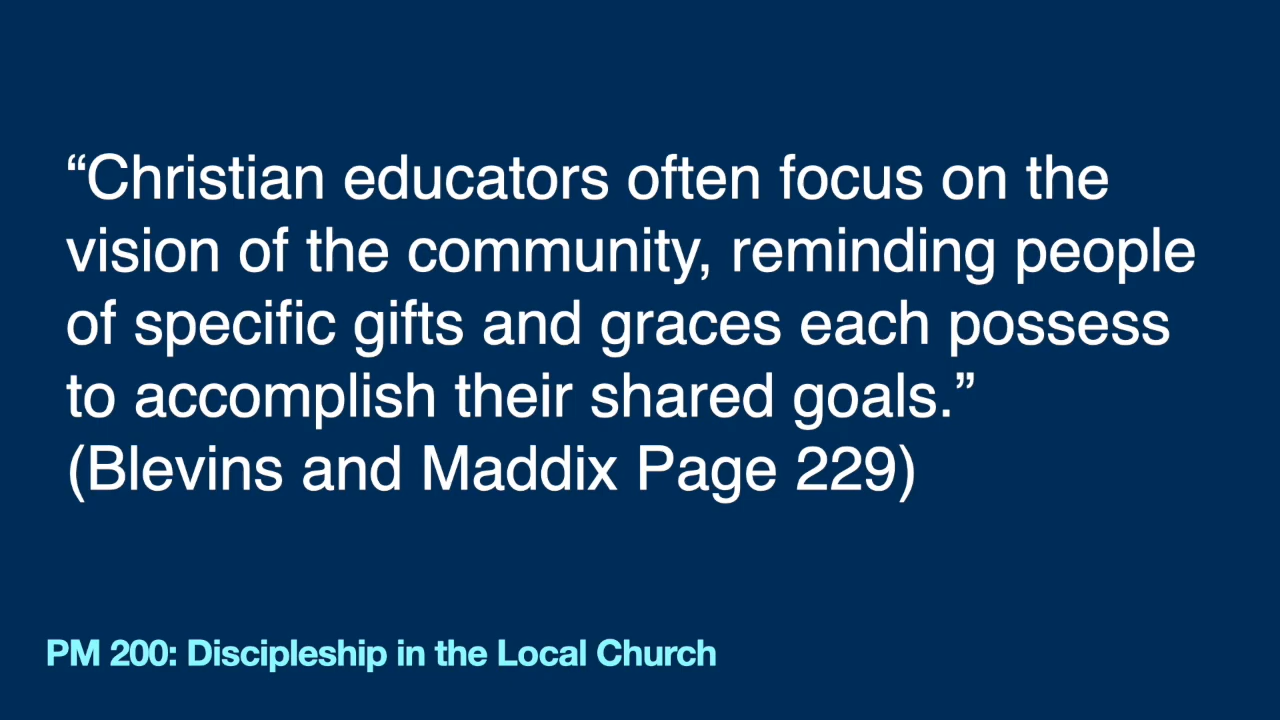 “Christian educators often focus on the
vision of the community, reminding people
of specific gifts and graces each possess
to accomplish their shared goals.”
(Blevins and Maddix Page 229)
PM 200: Discipleship in the Local Church